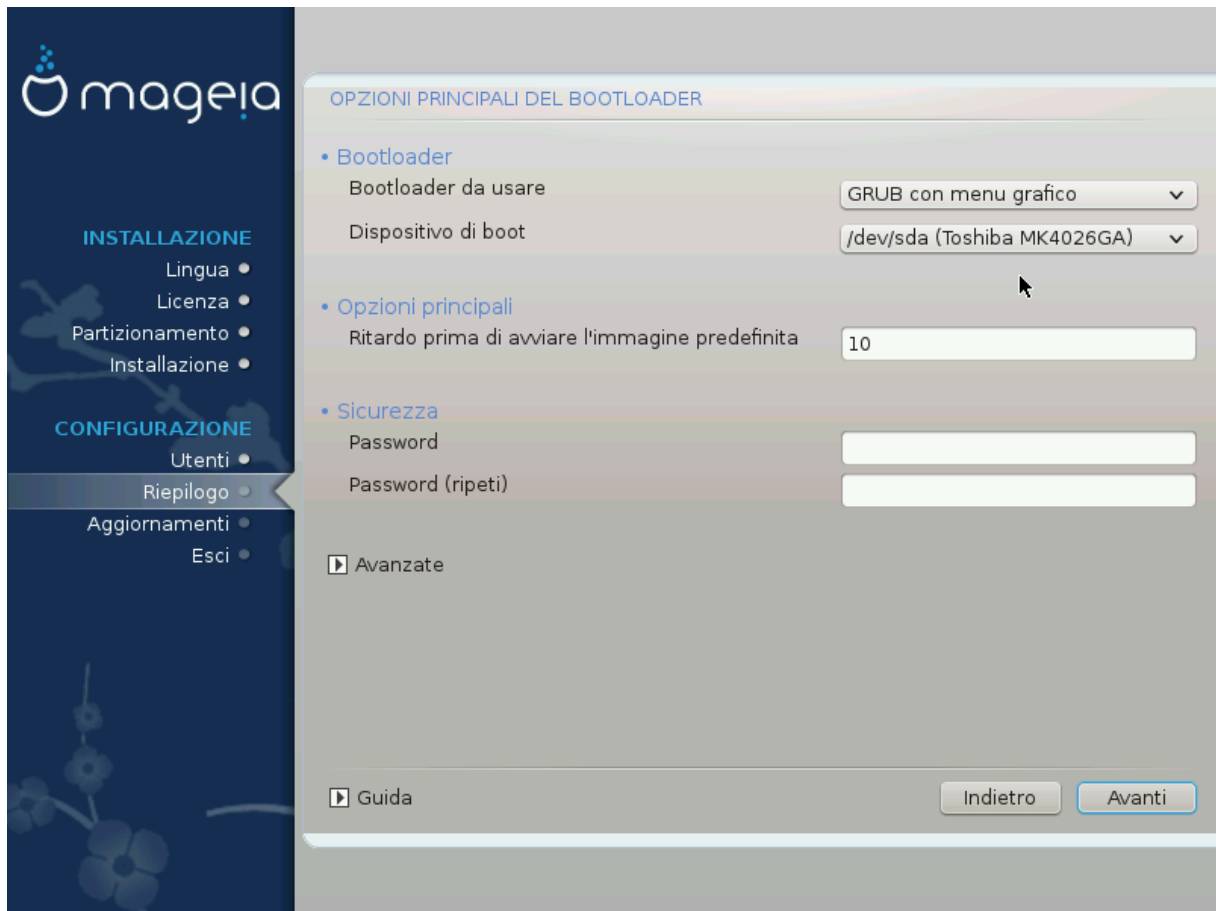 mageia
INSTALLAZIONE
Lingua
Licenza
Partizionamento
Installazione
CONFIGURAZIONE
Utenti
Riepilogo
Aggiornamenti
Esci
OPZIONI PRINCIPALI DEL BOOTLOADER
• Bootloader
Bootloader da usare
GRUB con menu grafico
Dispositivo di boot
/dev/sda (Toshiba MK4026GA)
• Opzioni principali
Ritardo prima di avviare l'immagine predefinita
10
• Sicurezza
Password
Password (ripeti)
Avanzate
Guida
Indietro
Avanti